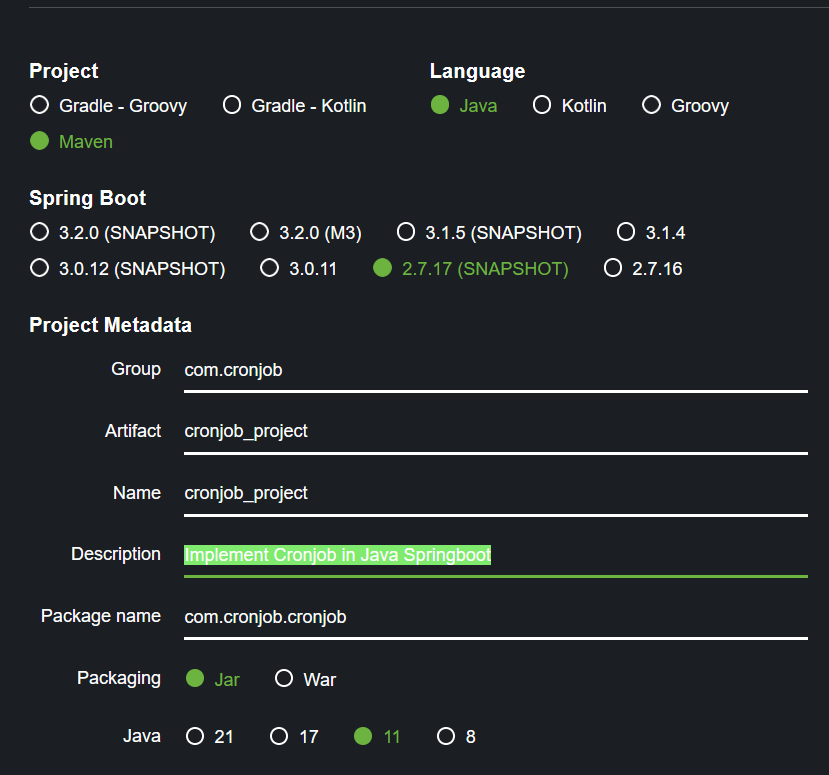 Project
Language
Gradle - Groovy Gradle - Kotlin
Java Kotlin Groovy
Maven
Spring Boot
3.2.0 (SNAPSHOT) 3.2.0 (M3) 3.1.5 (SNAPSHOT) 3.1.4
3.0.12 (SNAPSHOT) 3.0.11 2.7.17 (SNAPSHOT) 2.7.16
Project Metadata
Group com.cronjob
Artifact cronjob_project
Name cronjob_project
Description Implement Cronjob in Java Springboot
Package name com.cronjob.cronjob
Packaging Jar War
Java 21 17 11 8